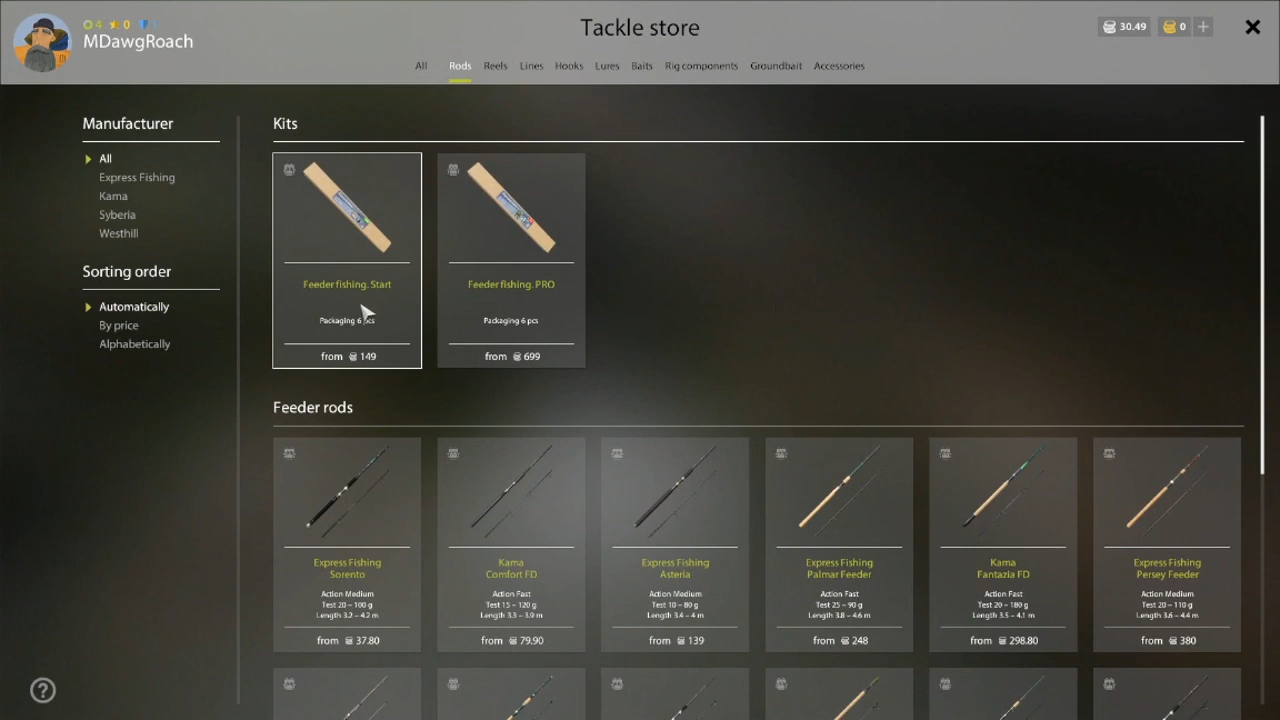 4 0
MDawgRoach
Tackle store
30.49 0 +
All Rods Reels Lines Hooks Lures Baits Rig components Groundbait Accessories
Manufacturer
All
Express Fishing
Kama
Syberia
Westhill
Sorting order
Automatically
By price
Alphabetically
Kits
Feeder fishing. Start
Packaging 6 pcs
from 149
Feeder fishing. PRO
Packaging 6 pcs
from 699
Feeder rods
Express Fishing
Sorento
Action Medium
Test 20 – 100 g
Length 3.2 – 4.2 m
from 37.80
Kama
Comfort FD
Action Fast
Test 15 – 120 g
Length 3.3 – 3.9 m
from 79.90
Express Fishing
Asteria
Action Medium
Test 10 – 80 g
Length 3.4 – 4 m
from 139
Express Fishing
Palmar Feeder
Action Fast
Test 25 – 90 g
Length 3.8 – 4.6 m
from 248
Kama
Fantazia FD
Action Fast
Test 20 – 180 g
Length 3.5 – 4.1 m
from 298.80
Express Fishing
Persey Feeder
Action Medium
Test 20 – 110 g
Length 3.6 – 4.4 m
from 380
?